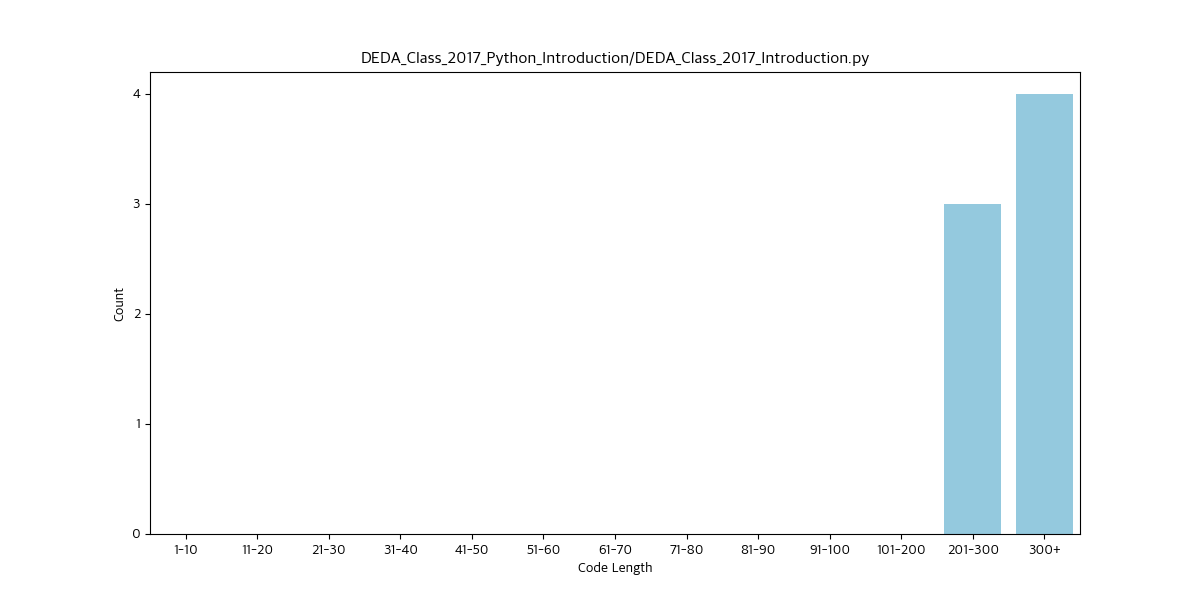 DEDA_Class_2017_Python_Introduction/DEDA_Class_2017_Introduction.py
4
3
2
1
0
Count
1-10 11-20 21-30 31-40 41-50 51-60 61-70 71-80 81-90 91-100 101-200 201-300 300+
Code Length